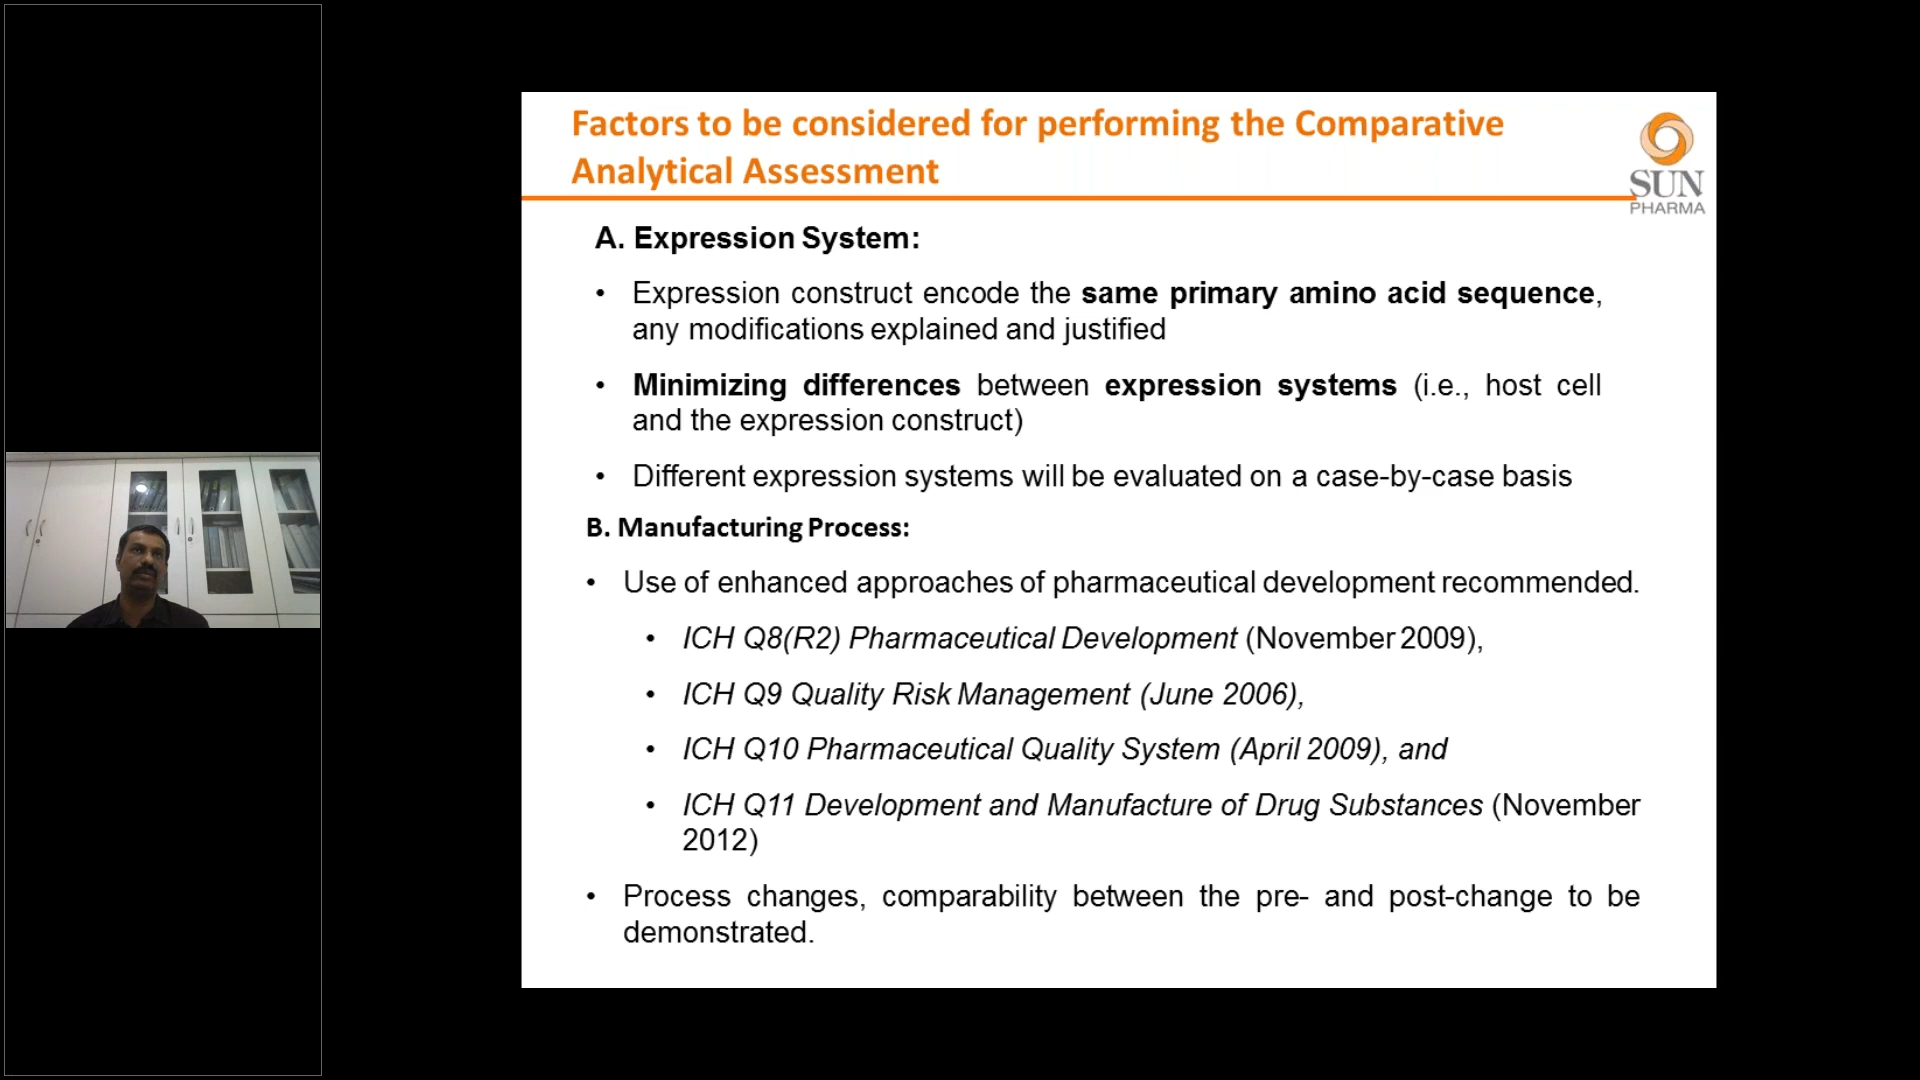 Factors to be considered for performing the Comparative
Analytical Assessment
SUN
PHARMA
A. Expression System:
• Expression construct encode the same primary amino acid sequence,
any modifications explained and justified
• Minimizing differences between expression systems (i.e., host cell
and the expression construct)
• Different expression systems will be evaluated on a case-by-case basis
B. Manufacturing Process:
• Use of enhanced approaches of pharmaceutical development recommended.
• ICH Q8(R2) Pharmaceutical Development (November 2009),
• ICH Q9 Quality Risk Management (June 2006),
• ICH Q10 Pharmaceutical Quality System (April 2009), and
• ICH Q11 Development and Manufacture of Drug Substances (November
2012)
• Process changes, comparability between the pre- and post-change to be
demonstrated.